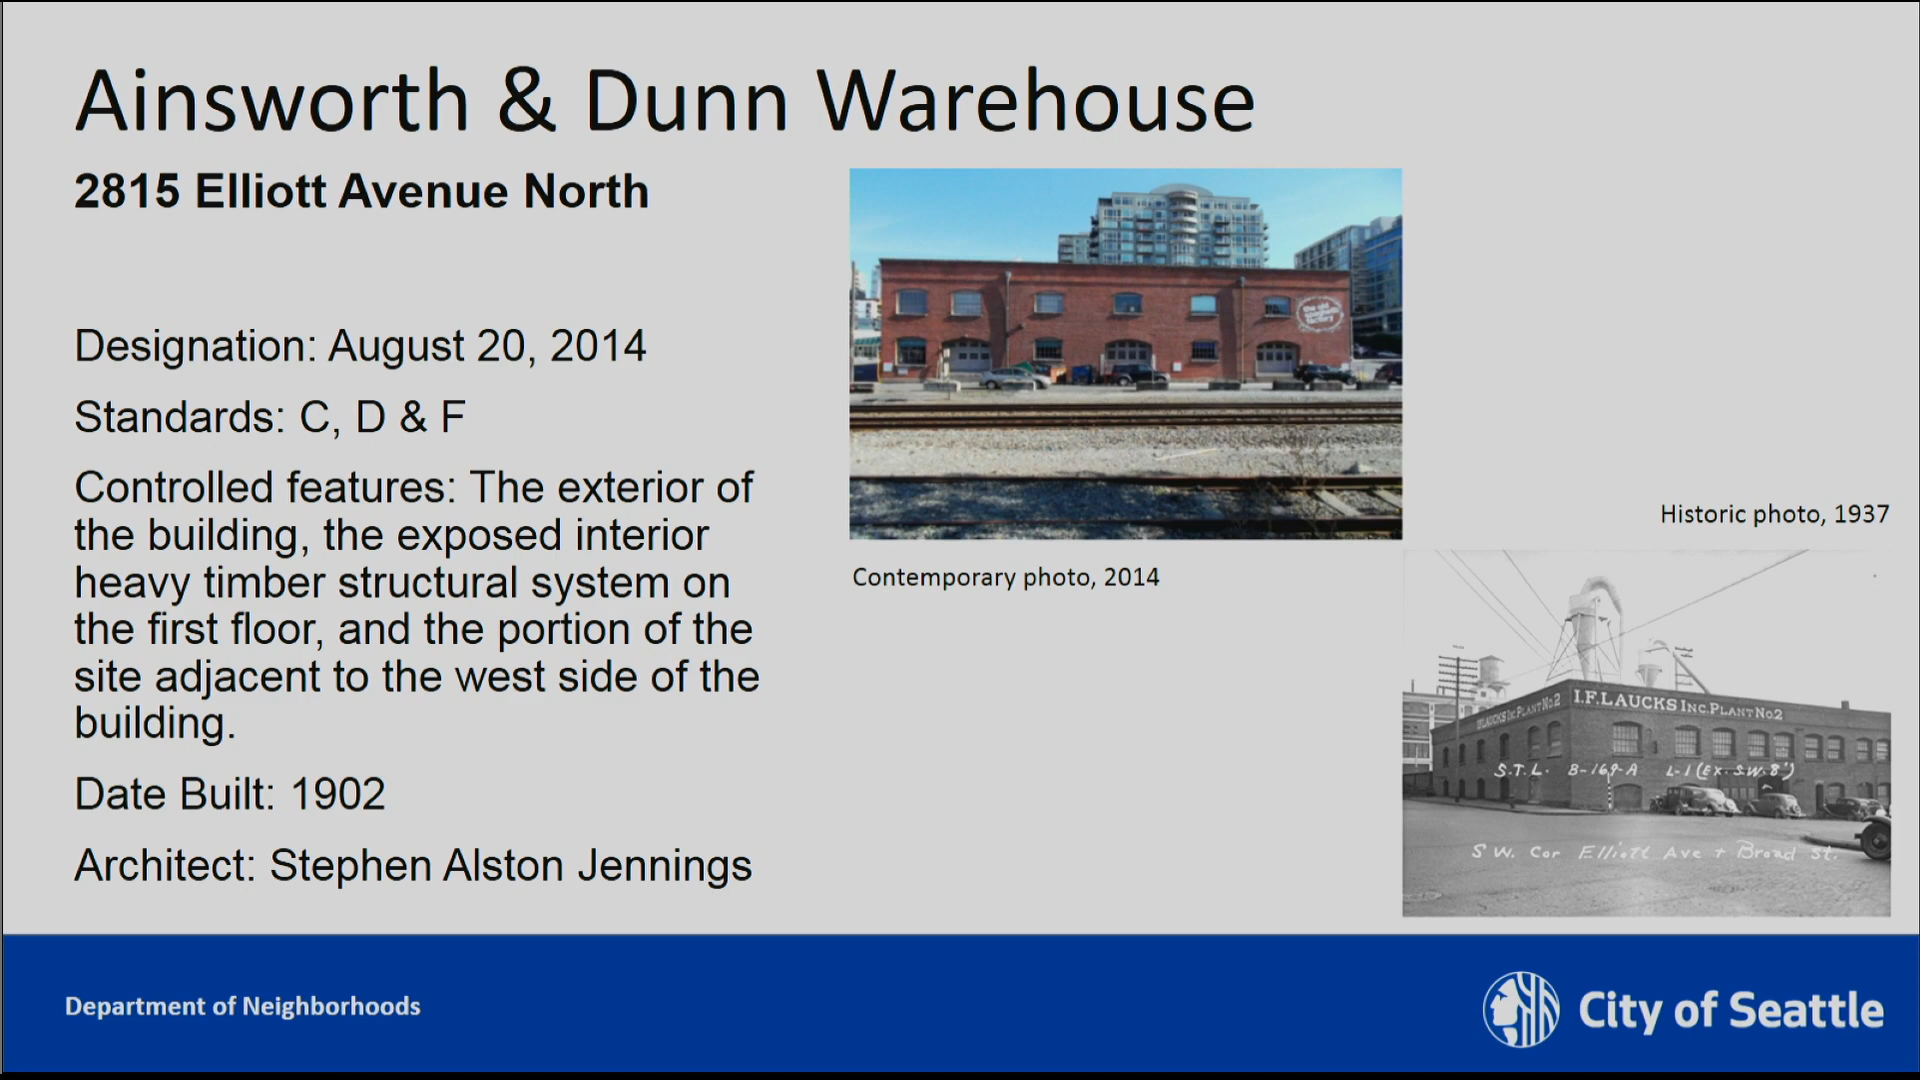 Ainsworth & Dunn Warehouse
2815 Elliott Avenue North
Designation: August 20, 2014
Standards: C, D & F
Controlled features: The exterior of
the building, the exposed interior
heavy timber structural system on
the first floor, and the portion of the
site adjacent to the west side of the
building.
Date Built: 1902
Architect: Stephen Alston Jennings
the old
spaghetti
factory
Contemporary photo, 2014
Historic photo, 1937
I.F. LAUCKS INC. PLANT No.2
I.F. LAUCKS INC. PLANT No.2
S.T.L. B-169-A L-1 (EX. S.W. 8')
S W. Cor Elliott Ave + Broad St.
Department of Neighborhoods
City of Seattle